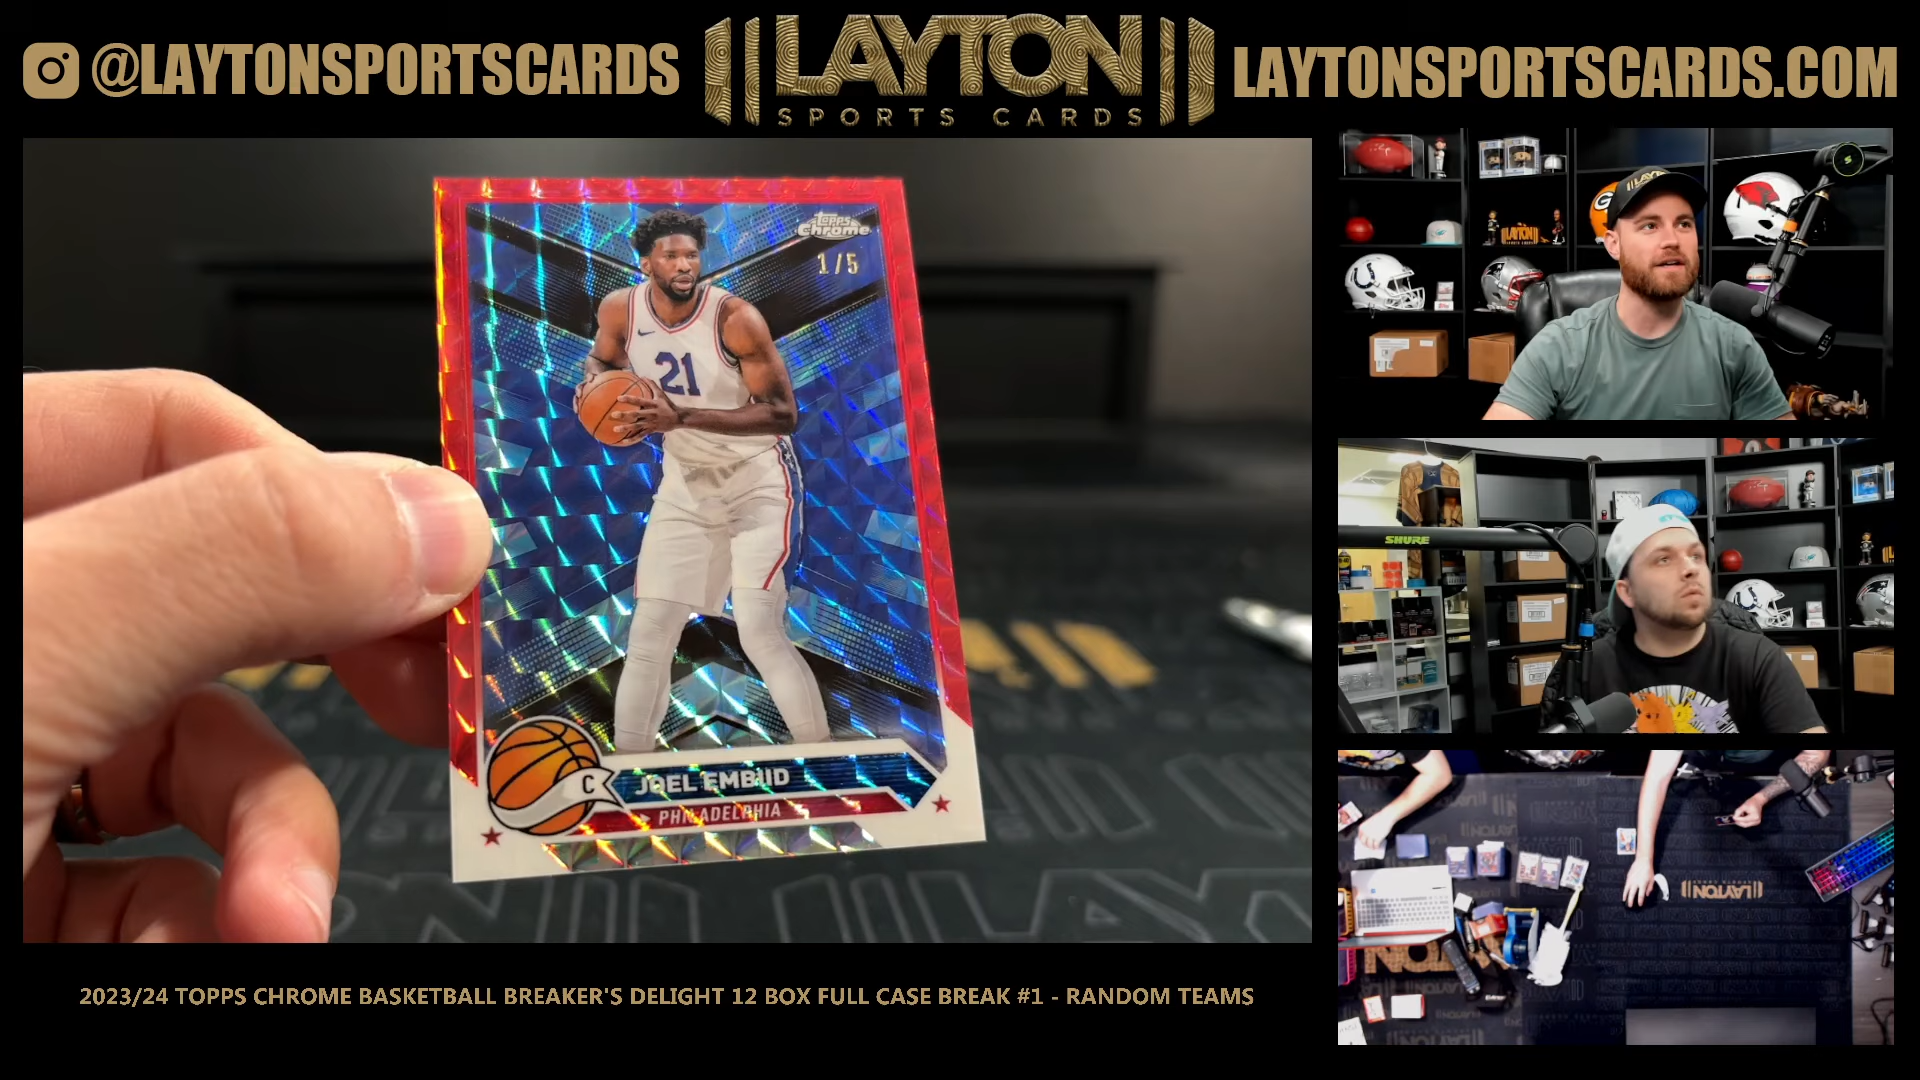 @LAYTONSPORTSCARDS
LAYTON
SPORTS CARDS
LAYTONSPORTSCARDS.COM
topps
Chrome
1/5
21
C
JOEL EMBIID
PHILADELPHIA
SHURE
LAYTON
2023/24 TOPPS CHROME BASKETBALL BREAKER'S DELIGHT 12 BOX FULL CASE BREAK #1 - RANDOM TEAMS